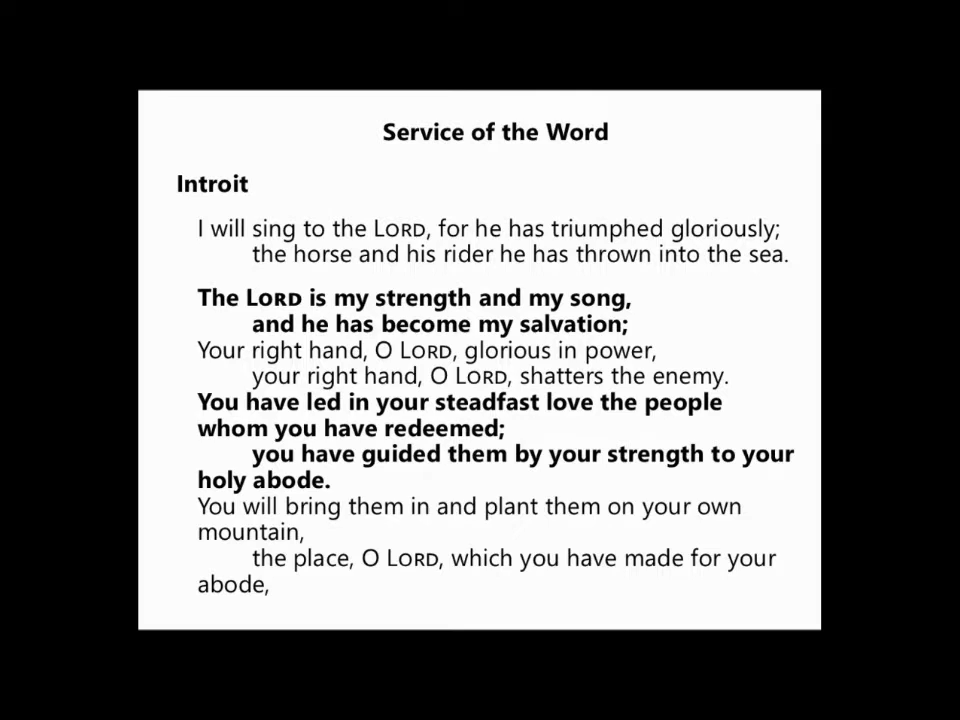 Service of the Word
Introit
I will sing to the LORD, for he has triumphed gloriously;
the horse and his rider he has thrown into the sea.
The LORD is my strength and my song,
and he has become my salvation;
Your right hand, O LORD, glorious in power,
your right hand, O LORD, shatters the enemy.
You have led in your steadfast love the people
whom you have redeemed;
you have guided them by your strength to your
holy abode.
You will bring them in and plant them on your own
mountain,
the place, O LORD, which you have made for your
abode,